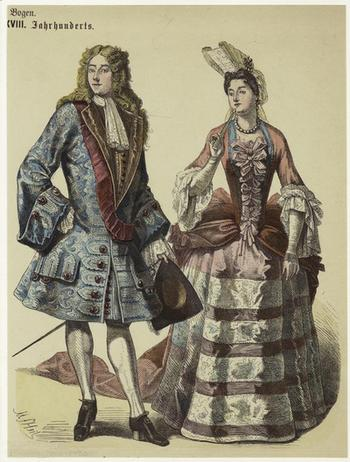 Bogen.
XVIII. Jahrhunderts.